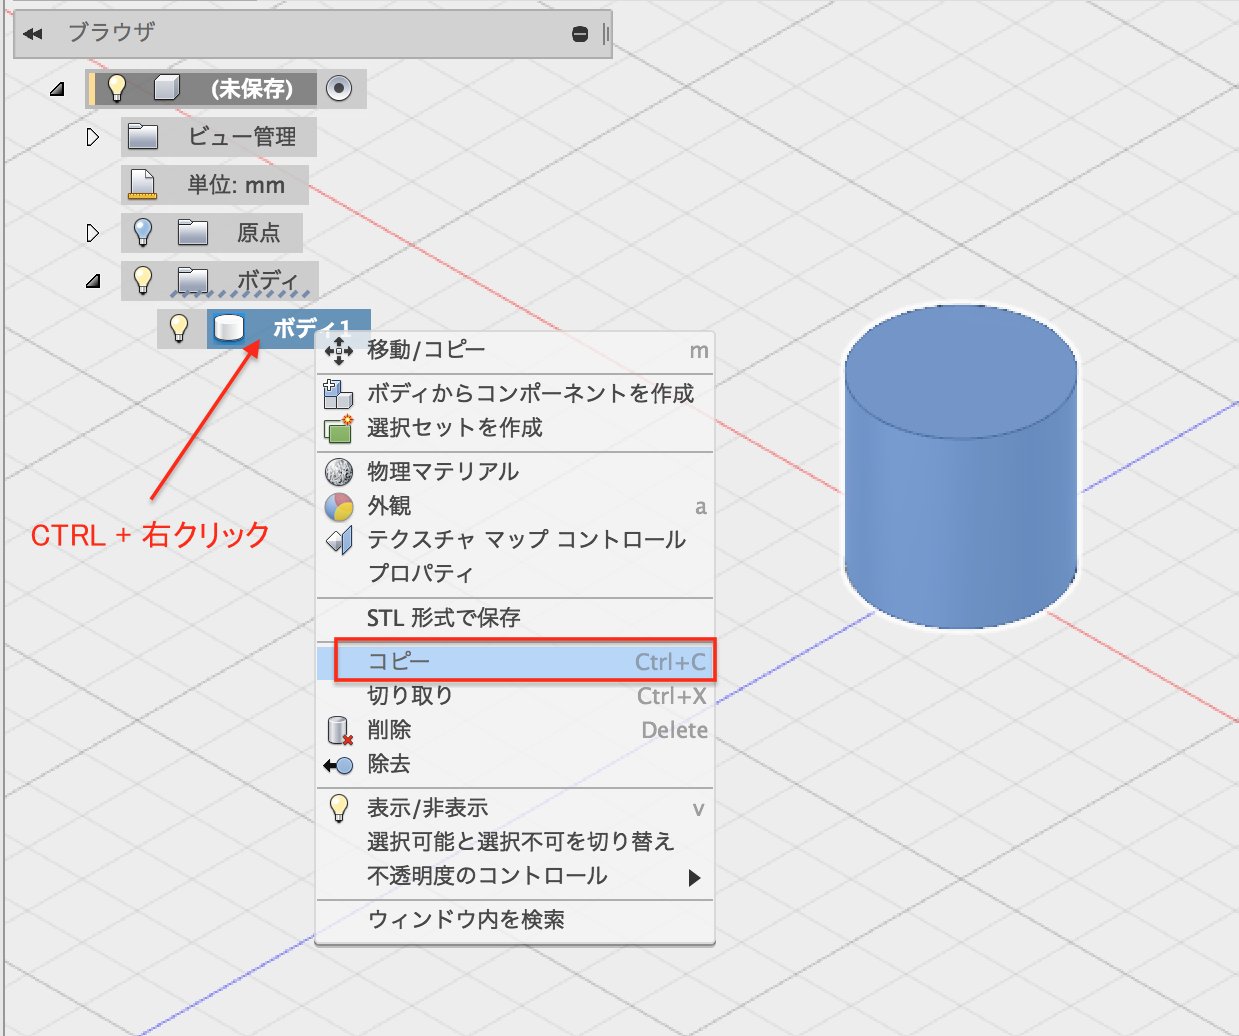 ブラウザ
(未保存)
ビュー管理
単位: mm
原点
ボディ
ボディ1
移動/コピー m
ボディからコンポーネントを作成
選択セットを作成
物理マテリアル
外観 a
テクスチャ マップ コントロール
プロパティ
CTRL + 右クリック
STL 形式で保存
コピー Ctrl+C
切り取り Ctrl+X
削除 Delete
除去
表示/非表示 v
選択可能と選択不可を切り替え
不透明度のコントロール
ウィンドウ内を検索